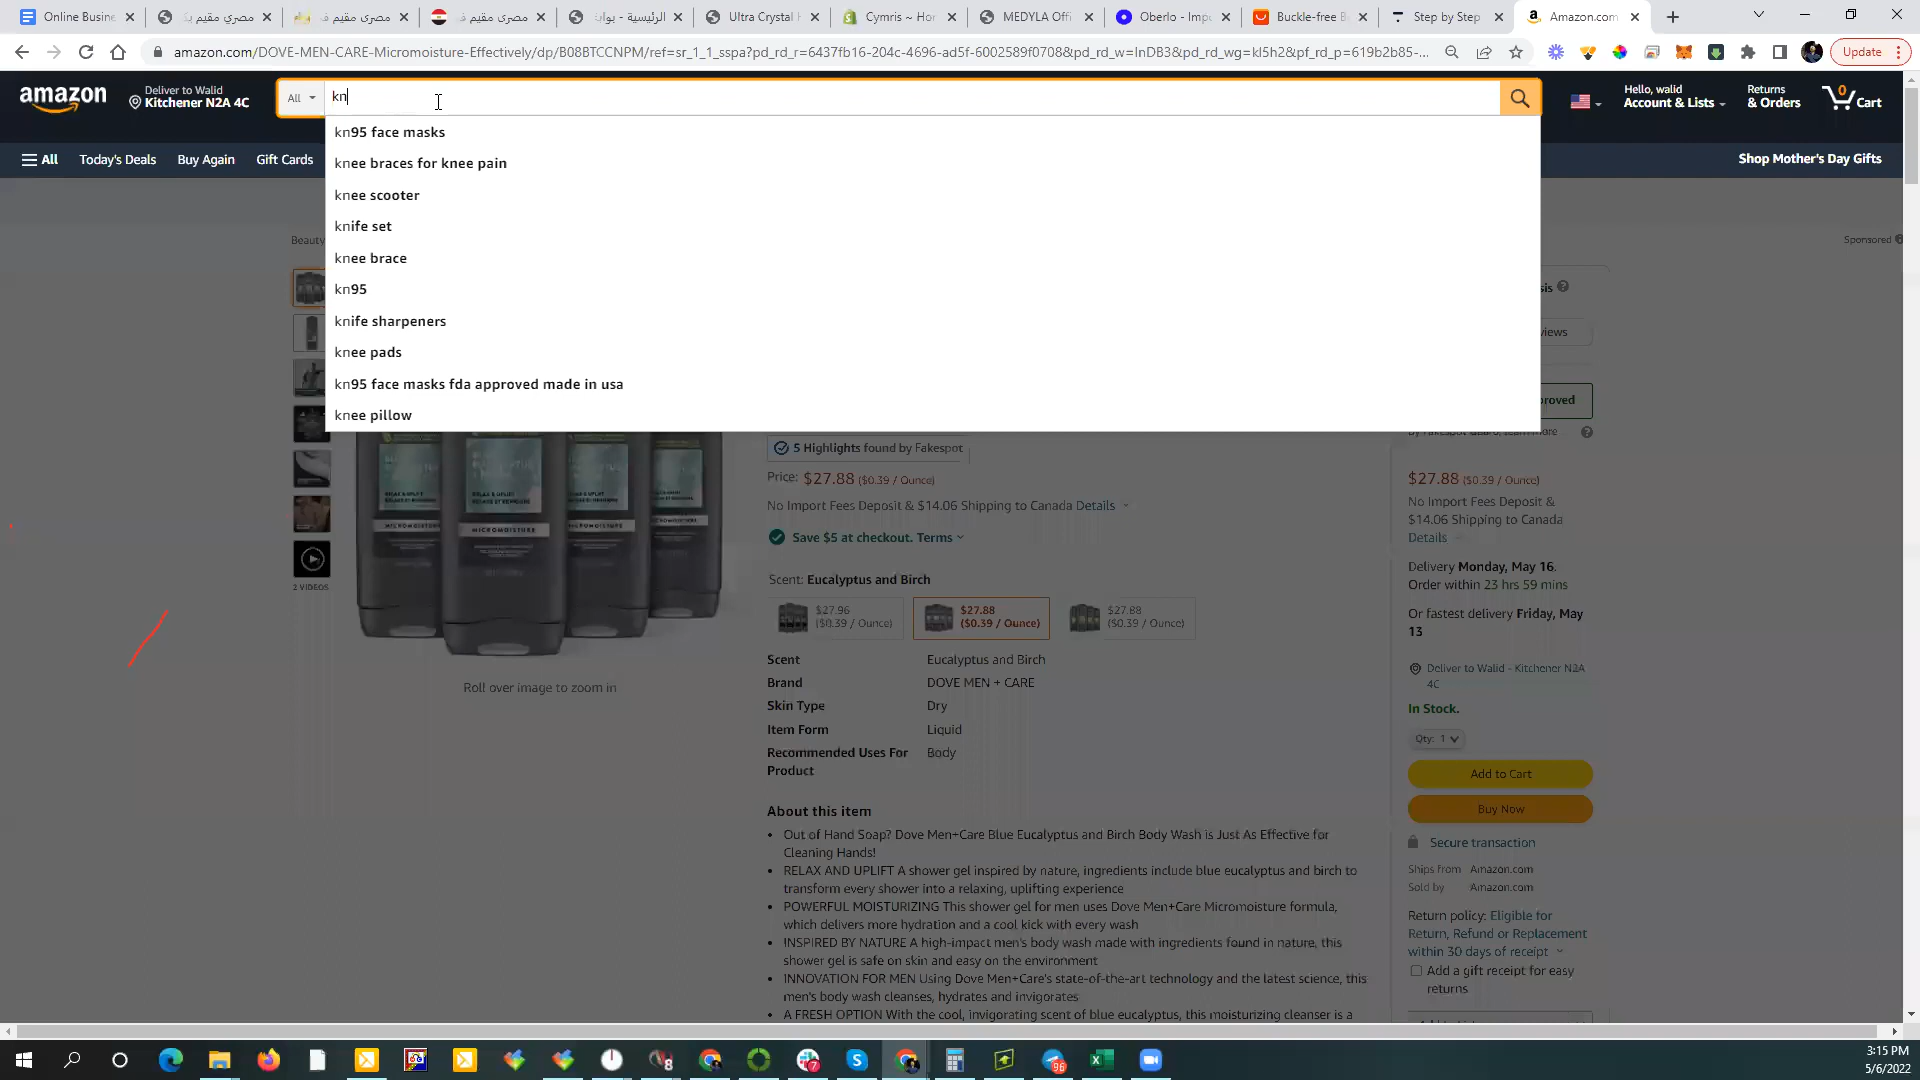 Online Busine
مصري مقيم بك
مصرى مقيم ف
مصرى مقيم ف
الرئيسية - بوابة
Ultra Crystal H
Cymris ~ Hor
MEDYLA Offi
Oberlo - Impo
Buckle-free Be
Step by Step
Amazon.com
amazon.com/DOVE-MEN-CARE-Micromoisture-Effectively/dp/B08BTCCNPM/ref=sr_1_1_sspa?pd_rd_r=6437fb16-204c-4696-ad5f-6002589f0708&pd_rd_w=InDB3&pd_rd_wg=kl5h2&pf_rd_p=619b2b85-...
Update
amazon
Deliver to Walid
Kitchener N2A 4C
All
kn
Hello, walid
Account & Lists
Returns
& Orders
0
Cart
All
Today's Deals
Buy Again
Gift Cards
Shop Mother's Day Gifts
kn95 face masks
knee braces for knee pain
knee scooter
knife set
knee brace
kn95
knife sharpeners
knee pads
kn95 face masks fda approved made in usa
knee pillow
Beauty
Sponsored
sis
views
roved
2 VIDEOS
MICROMOISTURE
Roll over image to zoom in
5 Highlights found by Fakespot
Price: $27.88 ($0.39 / Ounce)
No Import Fees Deposit & $14.06 Shipping to Canada Details
Save $5 at checkout. Terms
Scent: Eucalyptus and Birch
$27.96
($0.39 / Ounce)
$27.88
($0.39 / Ounce)
$27.88
($0.39 / Ounce)
Scent Eucalyptus and Birch
Brand DOVE MEN + CARE
Skin Type Dry
Item Form Liquid
Recommended Uses For Product Body
About this item
• Out of Hand Soap? Dove Men+Care Blue Eucalyptus and Birch Body Wash is Just As Effective for
Cleaning Hands!
• RELAX AND UPLIFT A shower gel inspired by nature, ingredients include blue eucalyptus and birch to
transform every shower into a relaxing, uplifting experience
• POWERFUL MOISTURIZING This shower gel for men uses Dove Men+Care Micromoisture formula,
which delivers more hydration and a cool kick with every wash
• INSPIRED BY NATURE A high-impact men's body wash made with ingredients found in nature, this
shower gel is safe on skin and easy on the environment
• INNOVATION FOR MEN Using Dove Men+Care's state-of-the-art technology and the latest science, this
men's body wash cleanses, hydrates and invigorates
• A FRESH OPTION With the cool, invigorating scent of blue eucalyptus, this moisturizing cleanser is a
By Fakespot Guard. Learn more
$27.88 ($0.39 / Ounce)
No Import Fees Deposit &
$14.06 Shipping to Canada
Details
Delivery Monday, May 16.
Order within 23 hrs 59 mins
Or fastest delivery Friday, May
13
Deliver to Walid - Kitchener N2A
4C
In Stock.
Qty: 1
Add to Cart
Buy Now
Secure transaction
Ships from Amazon.com
Sold by Amazon.com
Return policy: Eligible for
Return, Refund or Replacement
within 30 days of receipt
Add a gift receipt for easy
returns
3:15 PM
5/6/2022